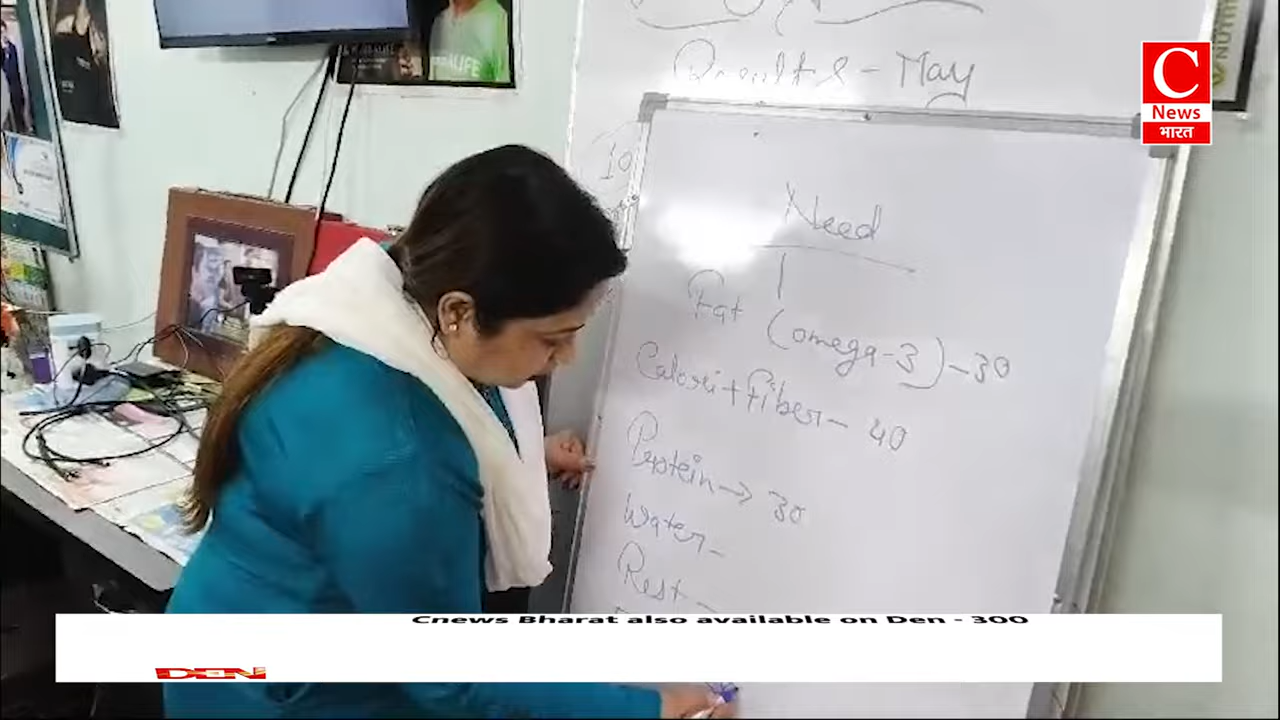 Results - May
C
News
भारत
10
Need
Fat (omega-3) - 30
Calori + Fiber - 40
Protein → 30
Water -
Rest -
Cnews Bharat also available on Den - 300
DEN